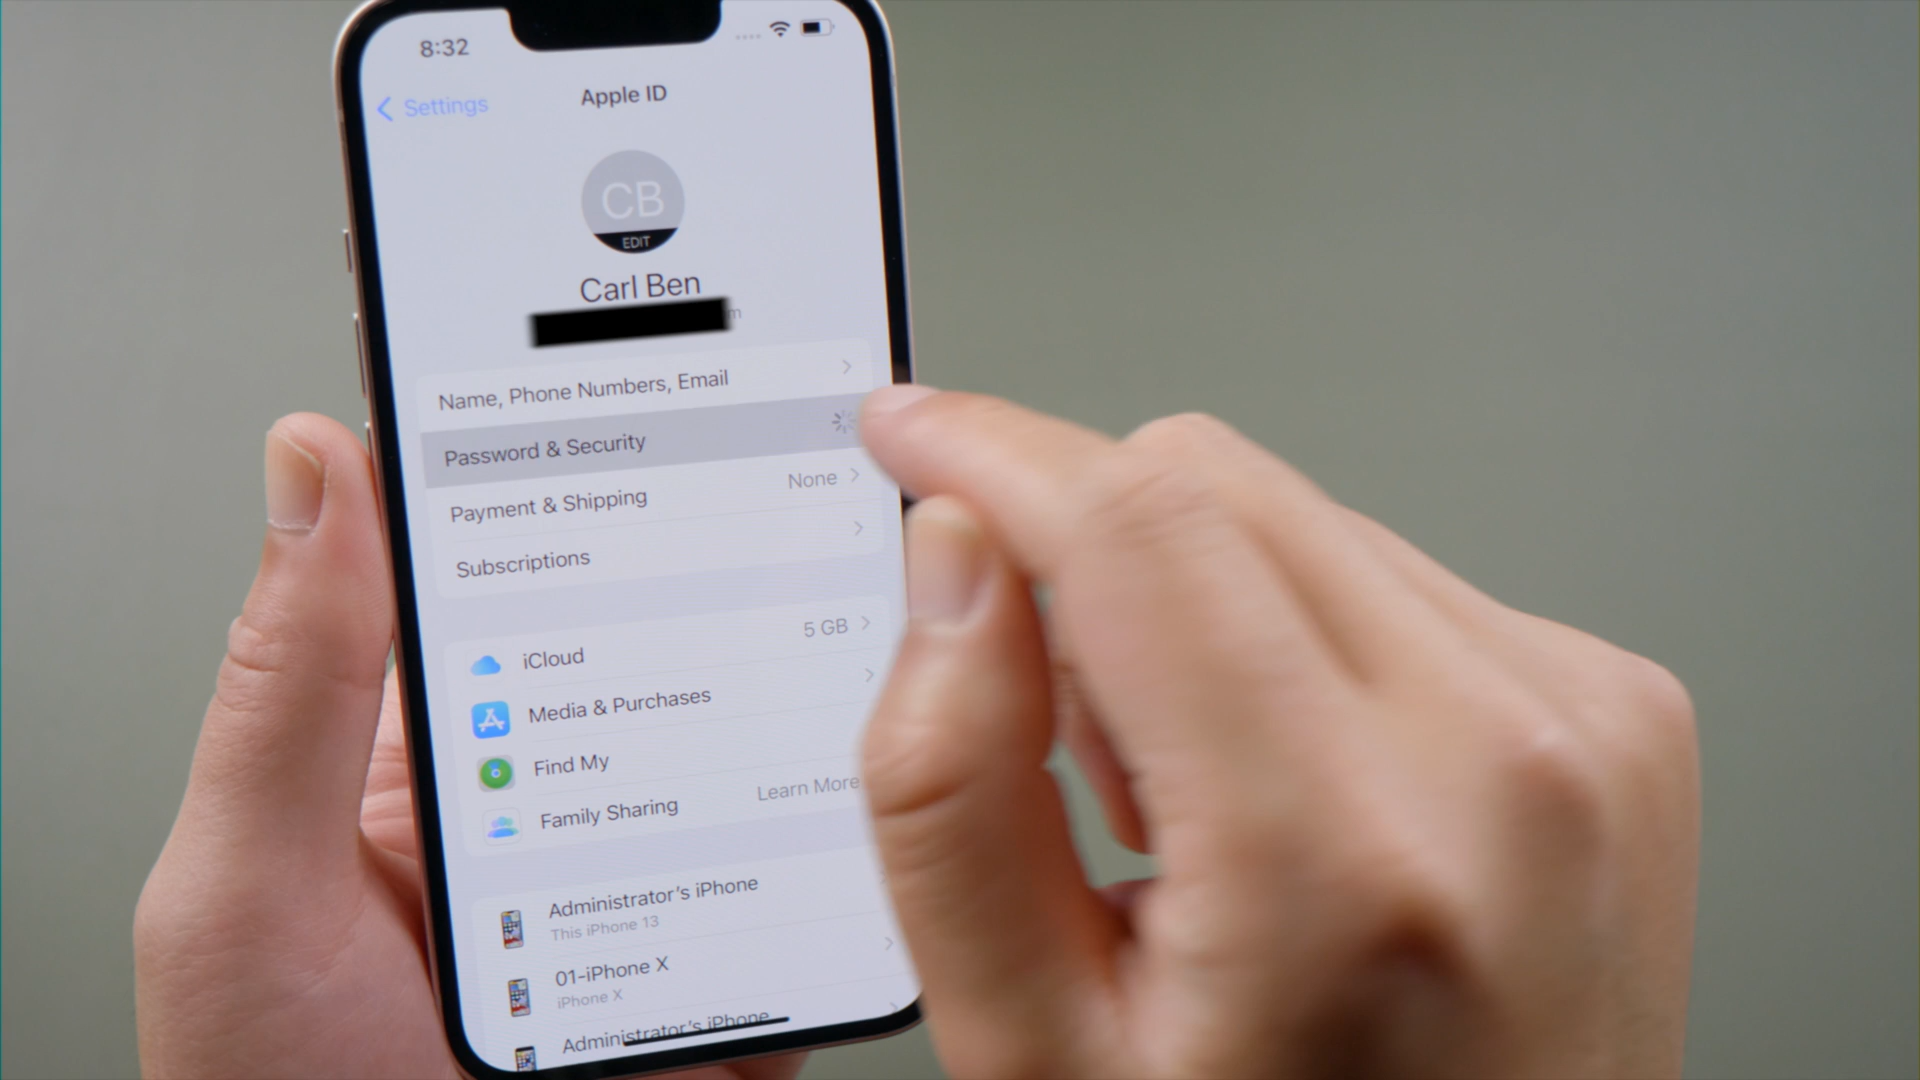 8:32
Settings
Apple ID
CB
EDIT
Carl Ben
m
Name, Phone Numbers, Email
Password & Security
Payment & Shipping None
Subscriptions
iCloud 5 GB
Media & Purchases
Find My
Family Sharing Learn More
Administrator's iPhone
This iPhone 13
01-iPhone X
iPhone X
Administrator's iPhone